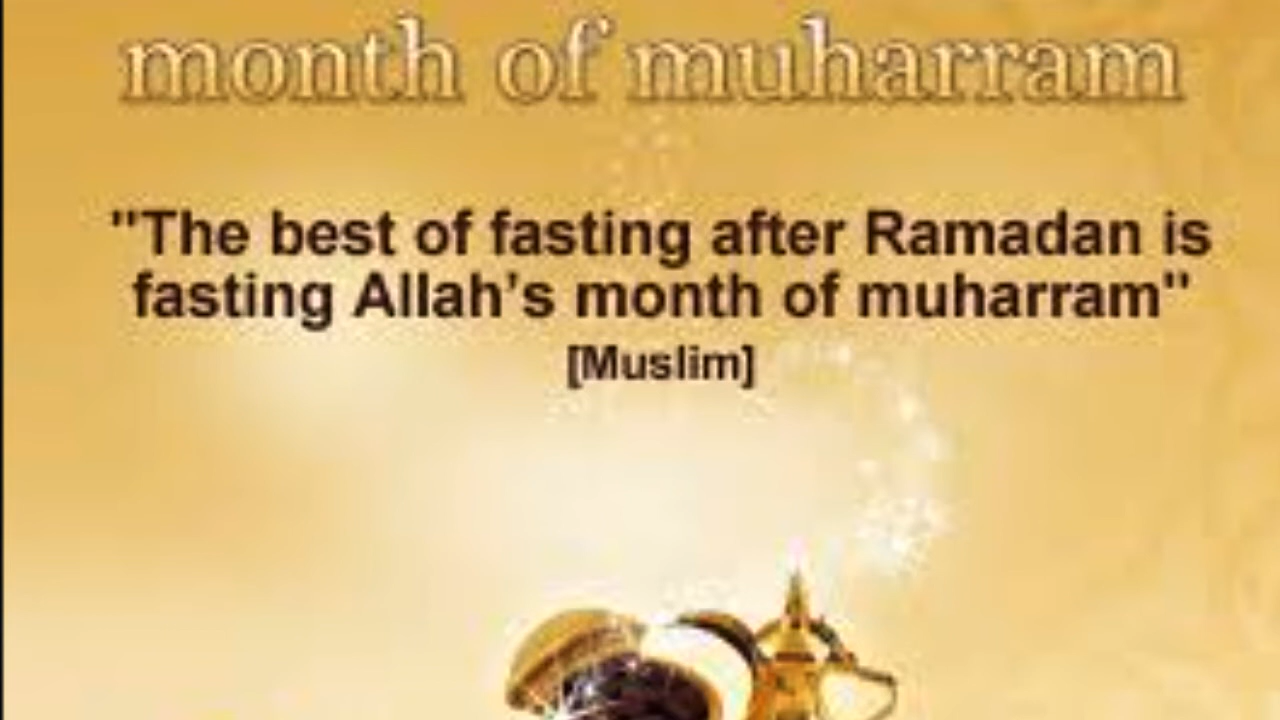 month of muharram
"The best of fasting after Ramadan is
fasting Allah's month of muharram"
[Muslim]